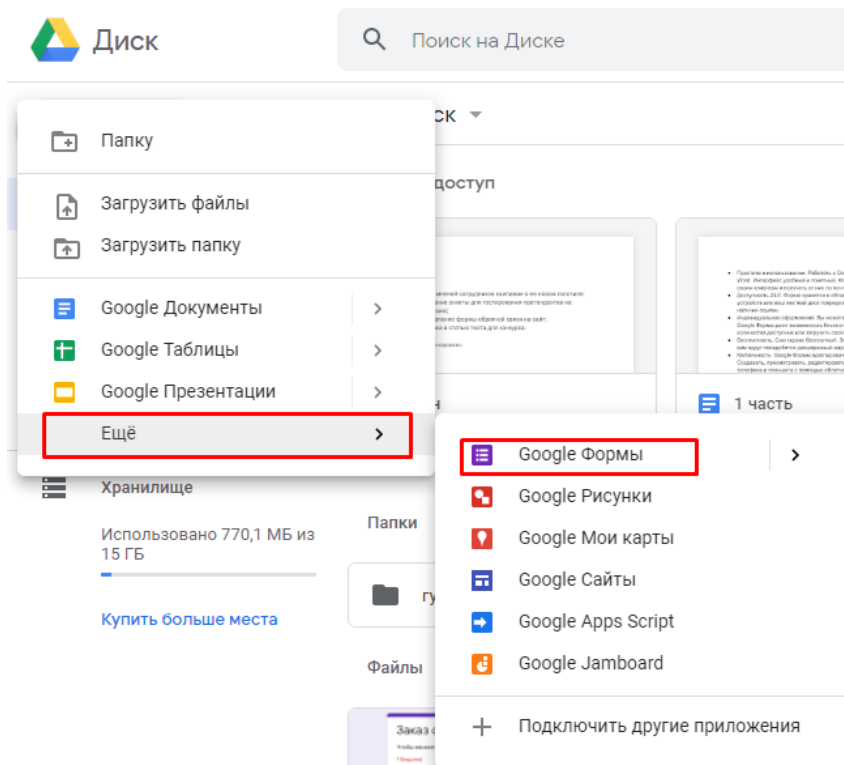 Диск
Поиск на Диске
ск
Папку
доступ
Загрузить файлы
Загрузить папку
Google Документы
Google Таблицы
Google Презентации
Ещё
1 часть
Google Формы
Хранилище
Google Рисунки
Папки
Использовано 770,1 МБ из
15 ГБ
Google Мои карты
Google Сайты
Купить больше места
Google Apps Script
Файлы
Google Jamboard
Заказ
Подключить другие приложения